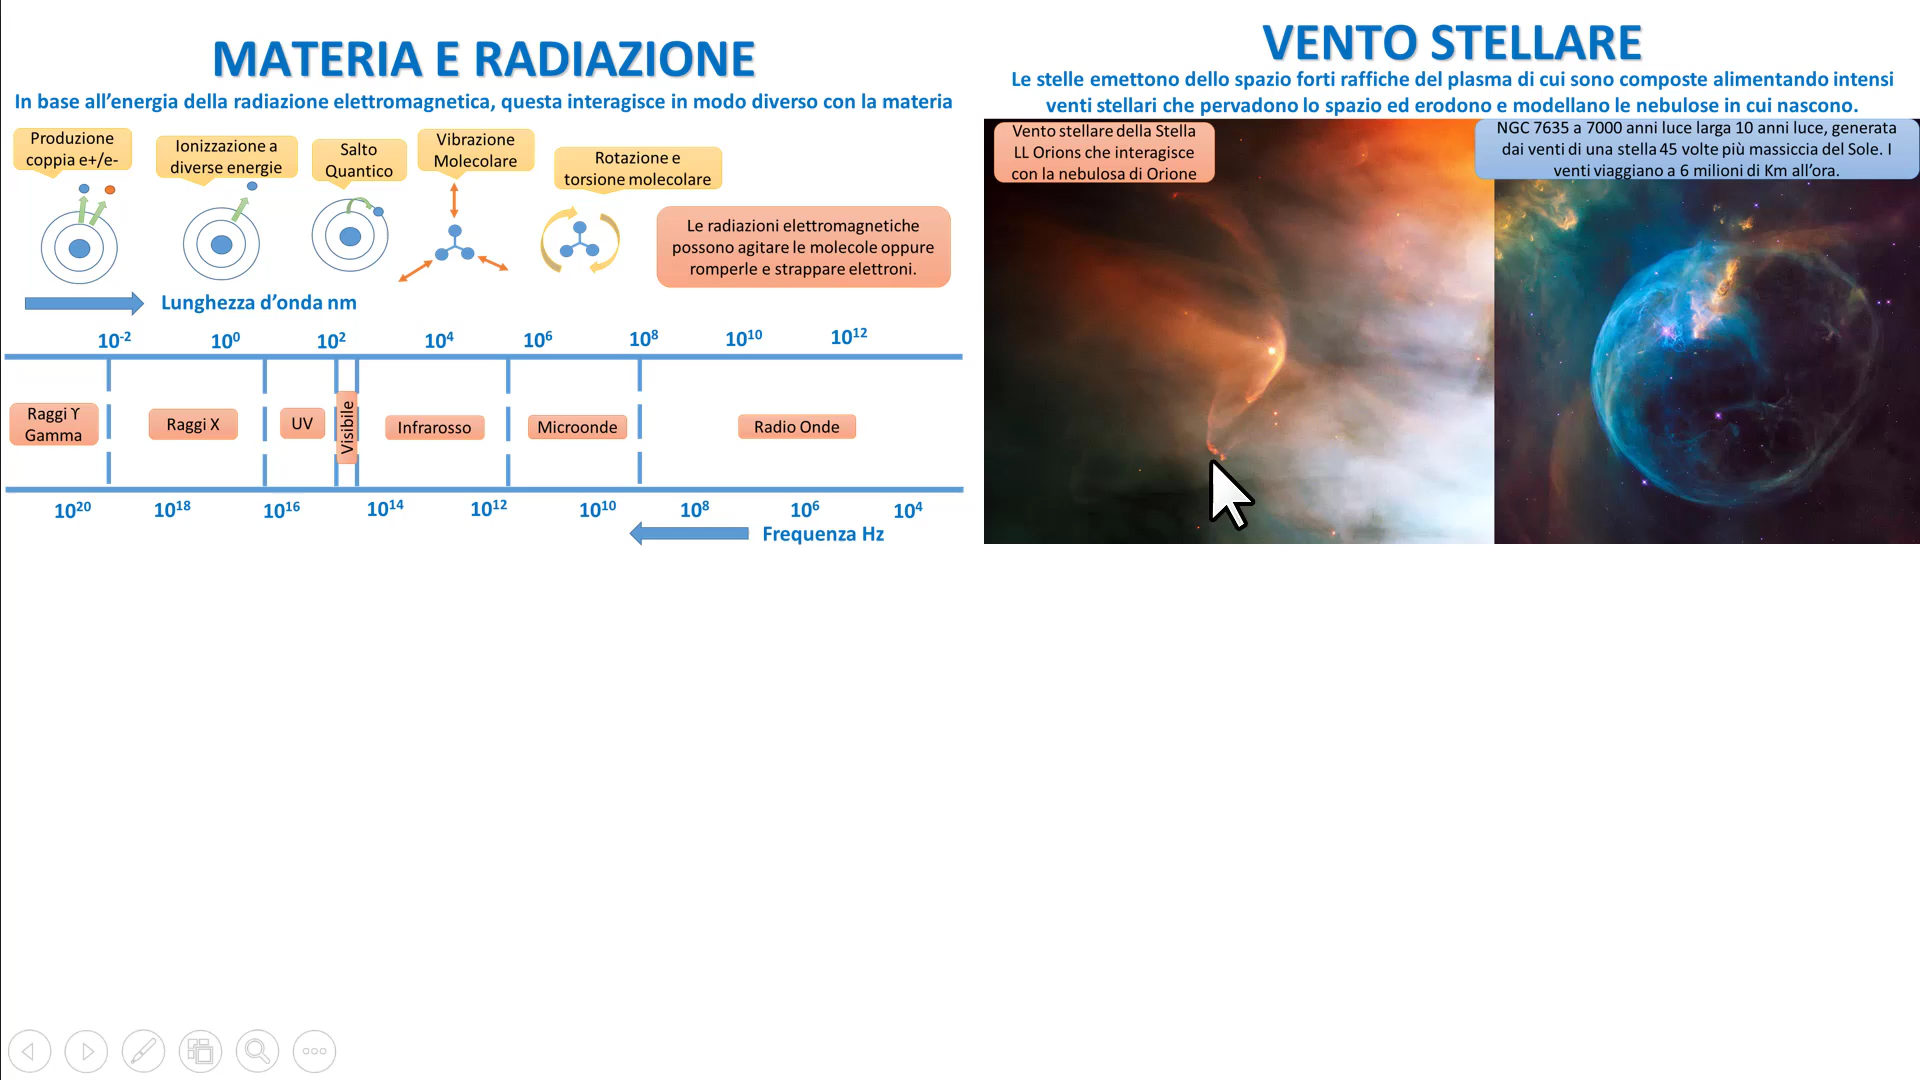 MATERIA E RADIAZIONE
In base all’energia della radiazione elettromagnetica, questa interagisce in modo diverso con la materia
Produzione
coppia e+/e-
Ionizzazione a
diverse energie
Salto
Quantico
Vibrazione
Molecolare
Rotazione e
torsione molecolare
Le radiazioni elettromagnetiche
possono agitare le molecole oppure
romperle e strappare elettroni.
Lunghezza d’onda nm
10⁻² 10⁰ 10² 10⁴ 10⁶ 10⁸ 10¹⁰ 10¹²
Raggi ϒ
Gamma
Raggi X
UV
Visibile
Infrarosso
Microonde
Radio Onde
10²⁰ 10¹⁸ 10¹⁶ 10¹⁴ 10¹² 10¹⁰ 10⁸ 10⁶ 10⁴
Frequenza Hz
VENTO STELLARE
Le stelle emettono dello spazio forti raffiche del plasma di cui sono composte alimentando intensi
venti stellari che pervadono lo spazio ed erodono e modellano le nebulose in cui nascono.
Vento stellare della Stella
LL Orions che interagisce
con la nebulosa di Orione
NGC 7635 a 7000 anni luce larga 10 anni luce, generata
dai venti di una stella 45 volte più massiccia del Sole. I
venti viaggiano a 6 milioni di Km all’ora.